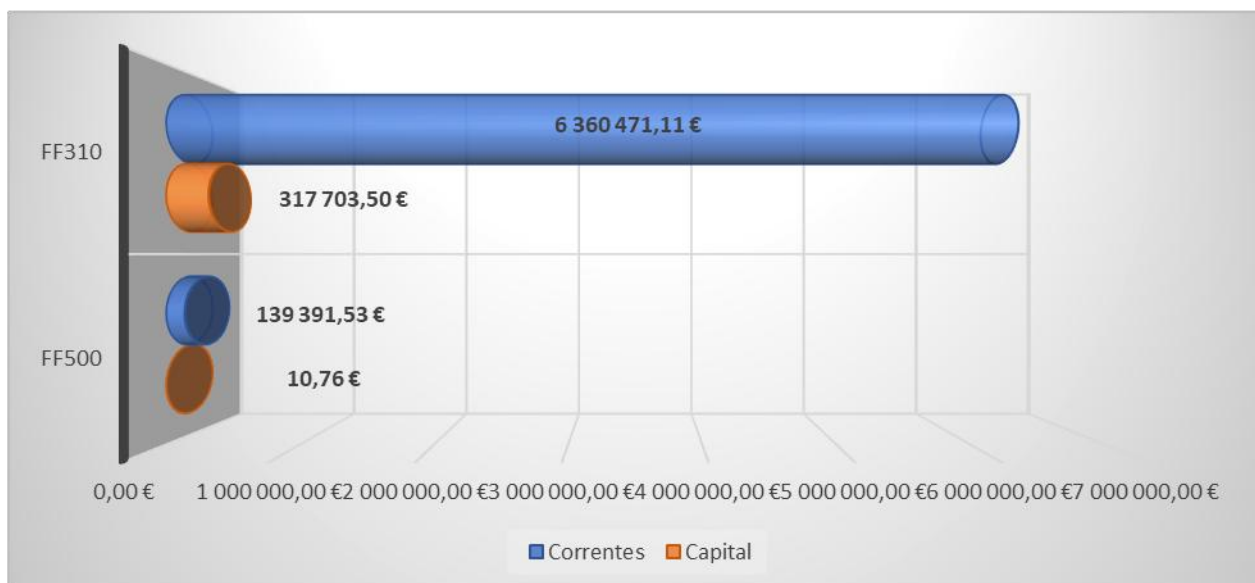 FF310
6 360 471,11 €
317 703,50 €
FF500
139 391,53 €
10,76 €
0,00 € 1 000 000,00 € 2 000 000,00 € 3 000 000,00 € 4 000 000,00 € 5 000 000,00 € 6 000 000,00 € 7 000 000,00 €
Correntes Capital